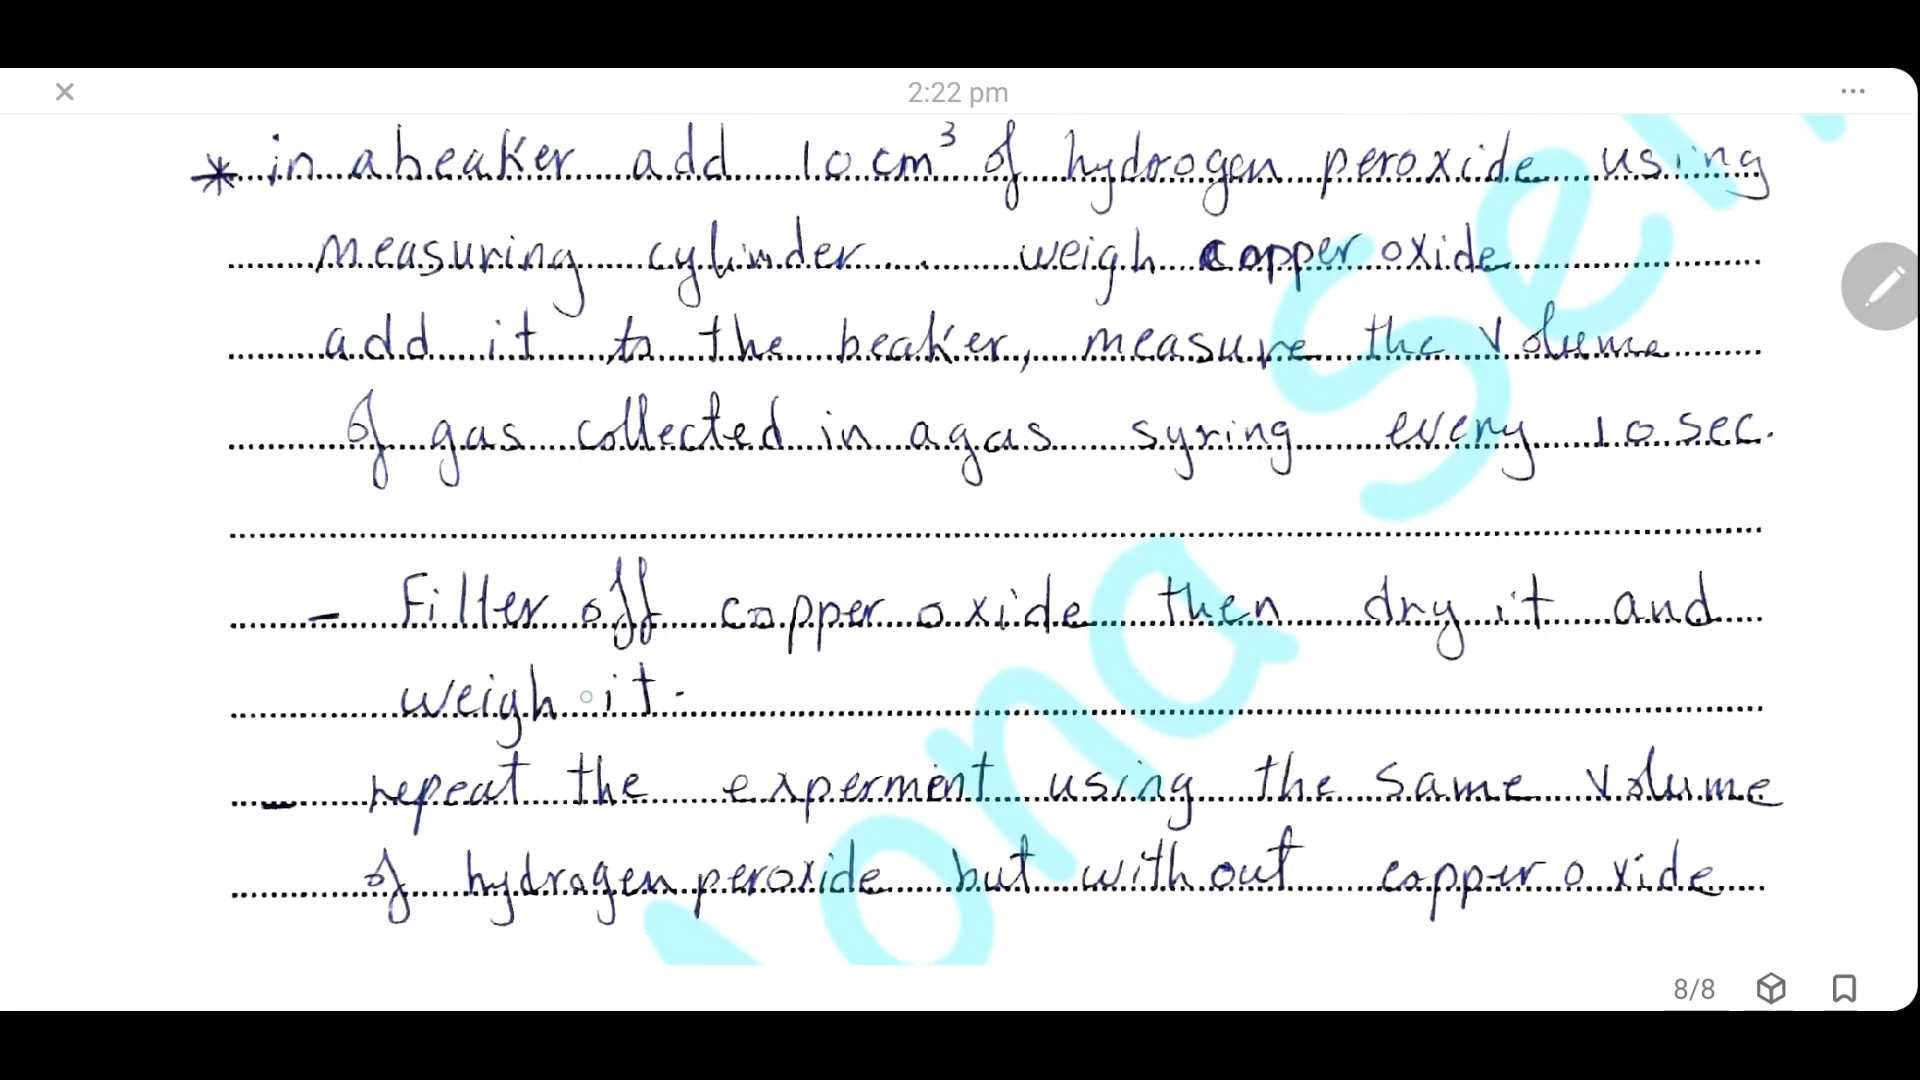 2:22 pm
* in a beaker add 10 cm³ of hydrogen peroxide using
measuring cylinder weigh copper oxide
add it to the beaker, measure the volume
of gas collected in a gas syring every 10 sec.
- Filter off copper oxide then dry it and
weigh it.
- repeat the experment using the same volume
of hydrogen peroxide but without copper oxide
8/8